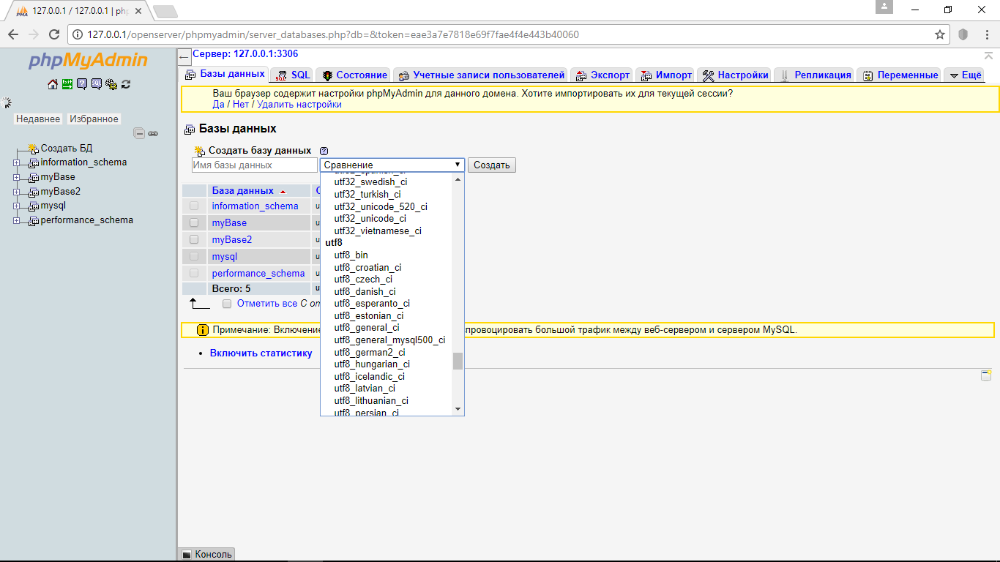 127.0.0.1 / 127.0.0.1 | ph
127.0.0.1/openserver/phpmyadmin/server_databases.php?db=&token=eae3a7e7818e69f7fae4f4e443b40060
phpMyAdmin
Недавнее Избранное
Создать БД
information_schema
myBase
myBase2
mysql
performance_schema
Сервер: 127.0.0.1:3306
Базы данных SQL Состояние Учетные записи пользователей Экспорт Импорт Настройки Репликация Переменные Ещё
Ваш браузер содержит настройки phpMyAdmin для данного домена. Хотите импортировать их для текущей сессии?
Да / Нет / Удалить настройки
Базы данных
Создать базу данных
Имя базы данных Сравнение Создать
utf32_spanish_ci
utf32_swedish_ci
utf32_turkish_ci
utf32_unicode_520_ci
utf32_unicode_ci
utf32_vietnamese_ci
utf8
utf8_bin
utf8_croatian_ci
utf8_czech_ci
utf8_danish_ci
utf8_esperanto_ci
utf8_estonian_ci
utf8_general_ci
utf8_general_mysql500_ci
utf8_german2_ci
utf8_hungarian_ci
utf8_icelandic_ci
utf8_latvian_ci
utf8_lithuanian_ci
utf8_persian_ci
База данных С
information_schema u
myBase u
myBase2 u
mysql u
performance_schema u
Всего: 5 u
Отметить все С от
Примечание: Включение спровоцировать большой трафик между веб-сервером и сервером MySQL.
Включить статистику
Консоль